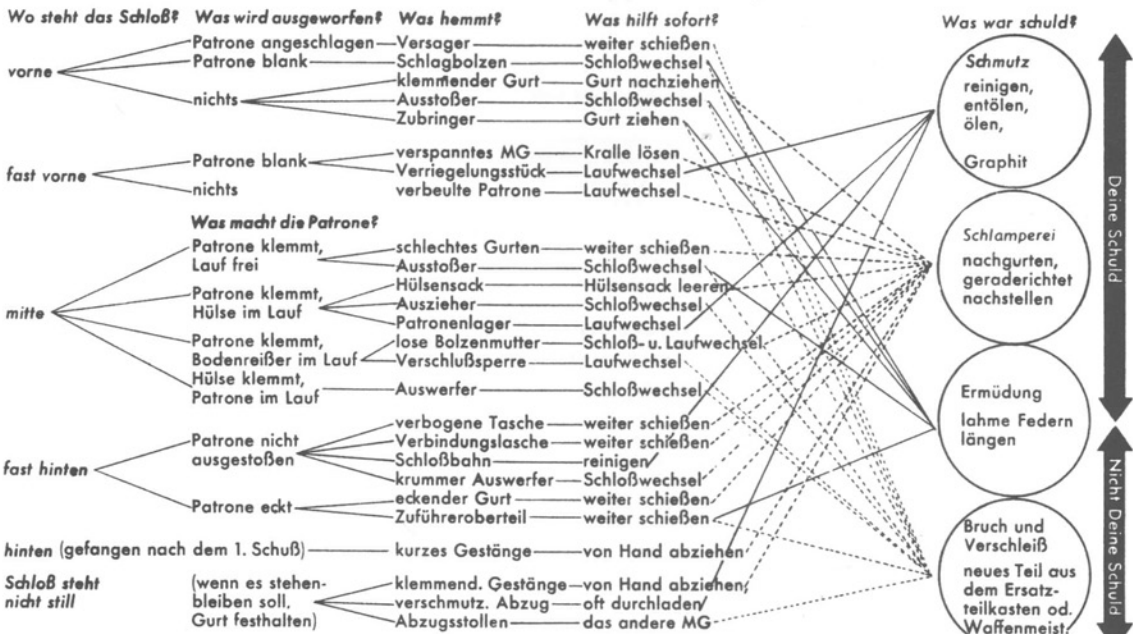 Wo steht das Schloß? Was wird ausgeworfen? Was hemmt? Was hilft sofort? Was war schuld?
vorne
Patrone angeschlagen Versager weiter schießen
Patrone blank Schlagbolzen Schloßwechsel
nichts
klemmender Gurt Gurt nachziehen
Ausstoßer Schloßwechsel
Zubringer Gurt ziehen
fast vorne
Patrone blank
verspanntes MG Kralle lösen
Verriegelungsstück Laufwechsel
nichts verbeulte Patrone Laufwechsel
Was macht die Patrone?
mitte
Patrone klemmt,
Lauf frei
schlechtes Gurten weiter schießen
Ausstoßer Schloßwechsel
Patrone klemmt,
Hülse im Lauf
Hülsensack Hülsensack leeren
Auszieher Schloßwechsel
Patronenlager Laufwechsel
Patrone klemmt,
Bodenreißer im Lauf
lose Bolzenmutter Schloß- u. Laufwechsel
Verschlußsperre Laufwechsel
Hülse klemmt,
Patrone im Lauf
Auswerfer Schloßwechsel
fast hinten
Patrone nicht
ausgestoßen
verbogene Tasche weiter schießen
Verbindungslasche weiter schießen
Schloßbahn reinigen
krummer Auswerfer Schloßwechsel
Patrone eckt
eckender Gurt weiter schießen
Zuführeroberteil weiter schießen
hinten (gefangen nach dem 1. Schuß) kurzes Gestänge von Hand abziehen
Schloß steht
nicht still
(wenn es stehen-
bleiben soll,
Gurt festhalten)
klemmend. Gestänge von Hand abziehen,
verschmutz. Abzug oft durchladen
Abzugsstollen das andere MG
Schmutz
reinigen,
entölen,
ölen,
Graphit
Schlamperei
nachgurten,
geraderichtet
nachstellen
Ermüdung
lahme Federn
längen
Bruch und
Verschleiß
neues Teil aus
dem Ersatz-
teilkasten od.
Waffenmeist.
Deine Schuld
Nicht Deine Schuld